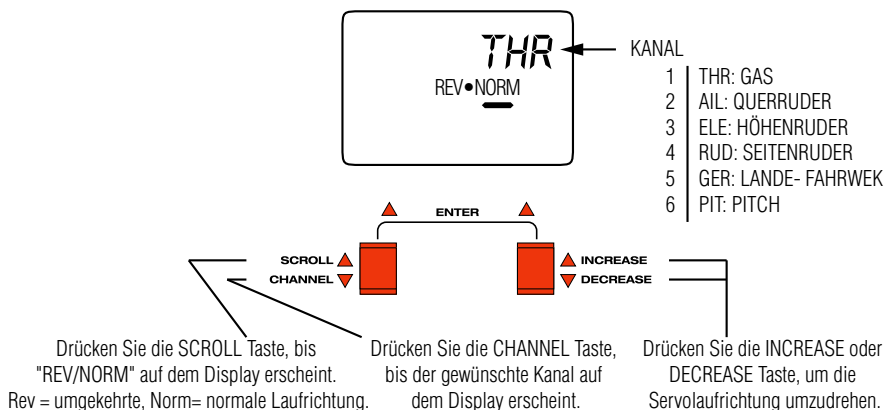 THR
REV•NORM
KANAL
1 THR: GAS
2 AIL: QUERRUDER
3 ELE: HÖHENRUDER
4 RUD: SEITENRUDER
5 GER: LANDE- FAHRWEK
6 PIT: PITCH
ENTER
SCROLL
CHANNEL
INCREASE
DECREASE
Drücken Sie die SCROLL Taste, bis
"REV/NORM" auf dem Display erscheint.
Rev = umgekehrte, Norm= normale Laufrichtung.
Drücken Sie die CHANNEL Taste,
bis der gewünschte Kanal auf
dem Display erscheint.
Drücken Sie die INCREASE oder
DECREASE Taste, um die
Servolaufrichtung umzudrehen.